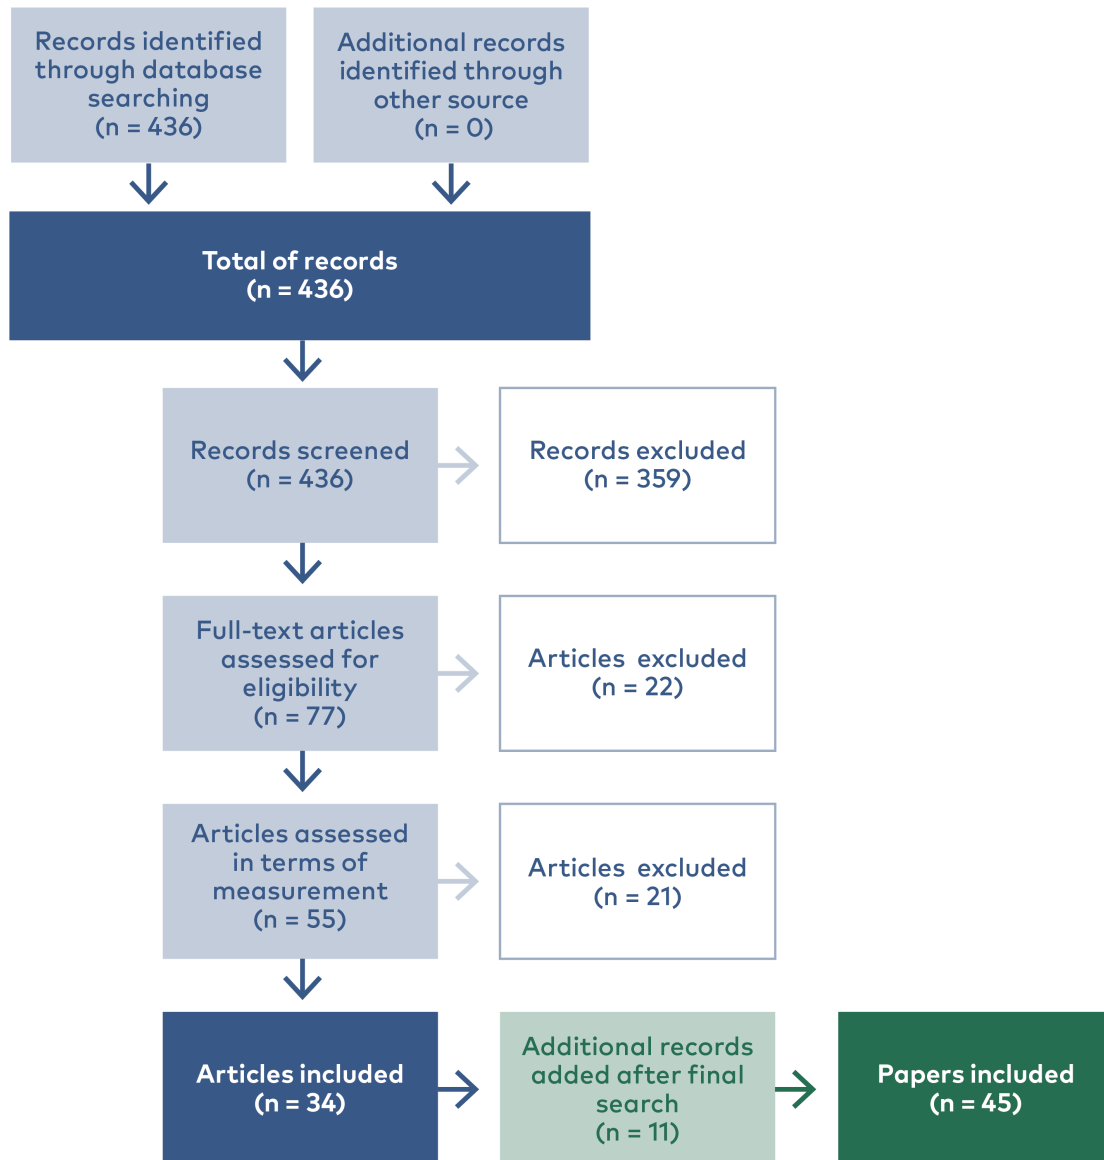 Records identified
through database
searching
(n = 436)
Additional records
identified through
other source
(n = 0)
Total of records
(n = 436)
Records screened
(n = 436)
Records excluded
(n = 359)
Full-text articles
assessed for
eligibility
(n = 77)
Articles excluded
(n = 22)
Articles assessed
in terms of
measurement
(n = 55)
Articles excluded
(n = 21)
Articles included
(n = 34)
Additional records
added after final
search
(n = 11)
Papers included
(n = 45)